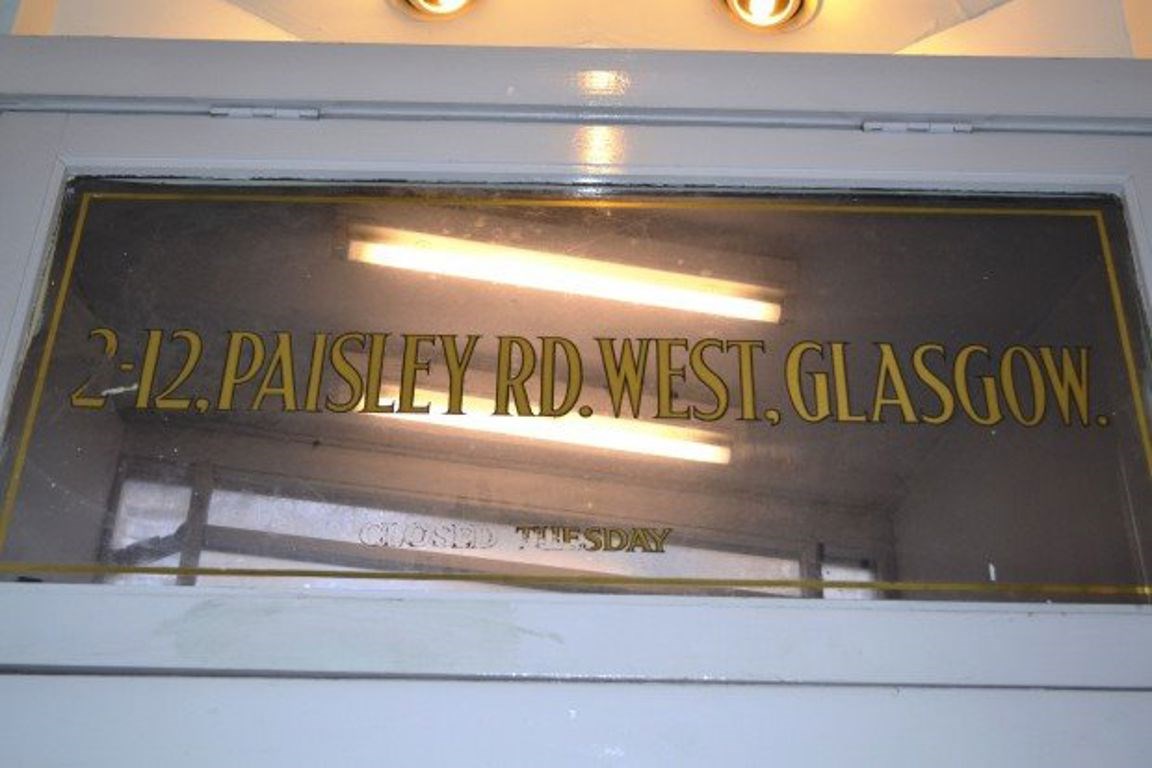 2-12, PAISLEY RD. WEST, GLASGOW.
CLOSED TUESDAY